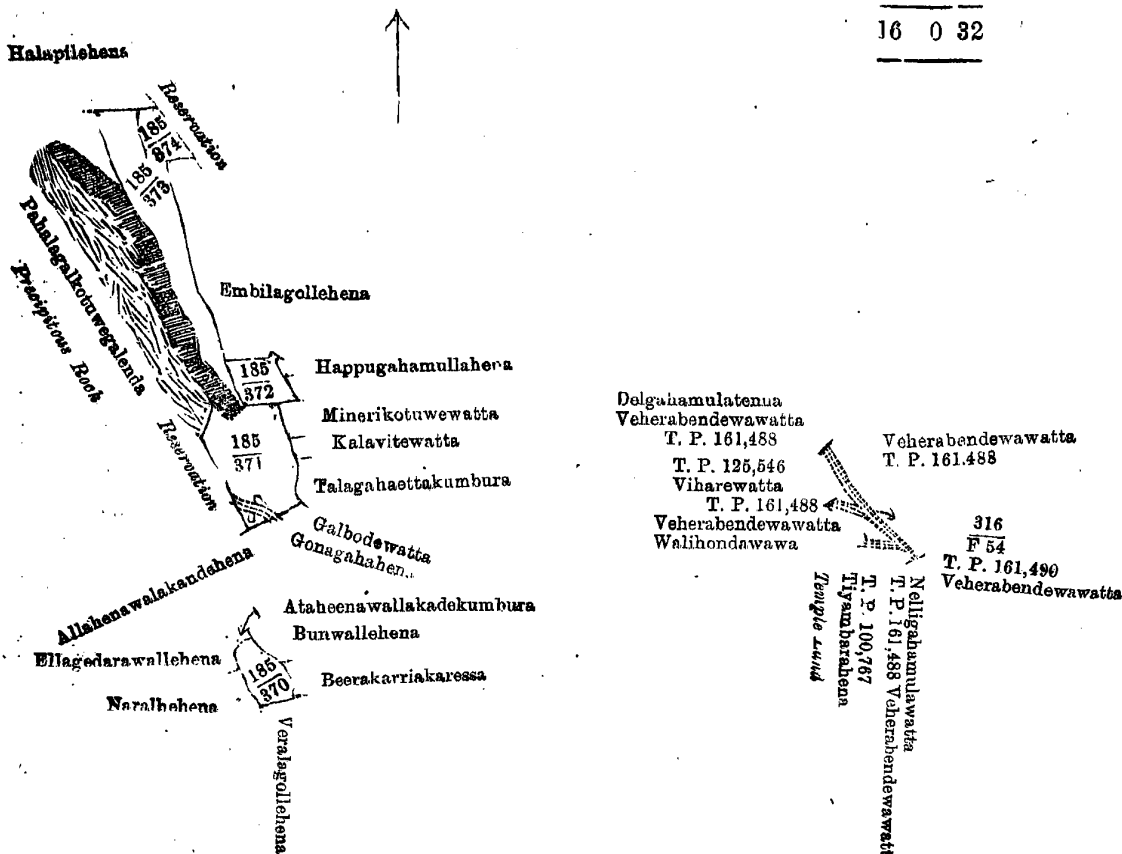 16 0 32
Halapilehena
Reservation
185
374
185
373
Pahalagalkotuwegalenda
Precipitous Rock
Embilagollehena
185
372
Happugahamullahena
Minerikotuwewatta
Kalavitewatta
185
371
Reservation
Talagahaettakumbura
Galbodewatta
Gonagahahen
Allahenawalakandahena
Ataheenawallakadekumbura
Bunwallehena
Ellagedarawallehena
185
370
Beerakarriakaressa
Naralhehena
Veralagollehena
Delgahamulatenna
Veherabendewawatta
T. P. 161,488
T. P. 125,546
Viharewatta
T. P. 161,488
Veherabendewawatta
Walihondawawa
Veherabendewawatta
T. P. 161.488
316
F 54
T. P. 161,490
Veherabendewawatta
Nelligahamulawatta
T. P. 161,488 Veherabendewawatt
T. P. 100,767
Tiyambarahena
Temple Land